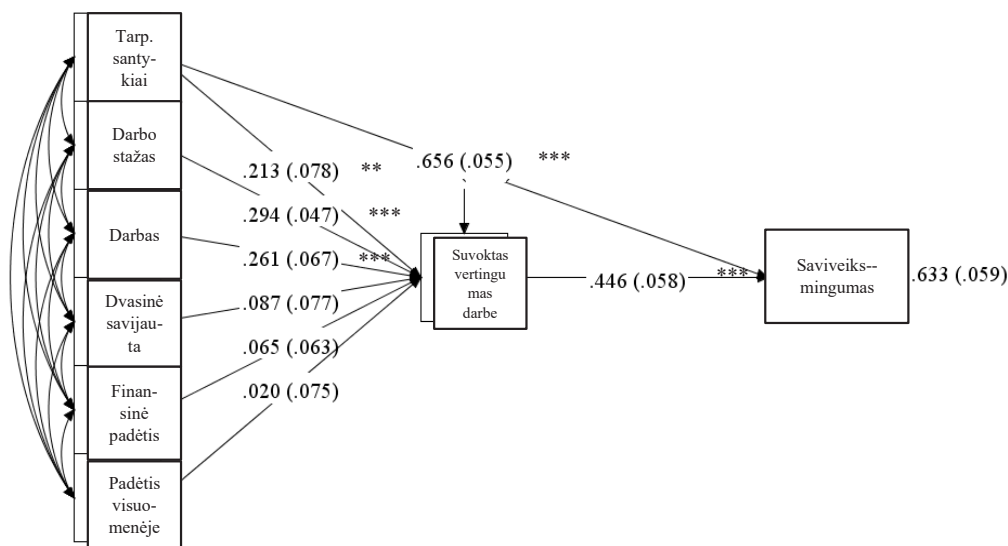 Tarp.
santy-
kiai
Darbo
stažas
Darbas
Dvasinė
savijau-
ta
Finan-
sinė
padėtis
Padėtis
visuo-
menėje
.213 (.078) **
.294 (.047) ***
.261 (.067) ***
.087 (.077)
.065 (.063)
.020 (.075)
.656 (.055) ***
Suvoktas
vertingu
mas
darbe
.446 (.058) ***
Saviveiks--
mingumas
.633 (.059)